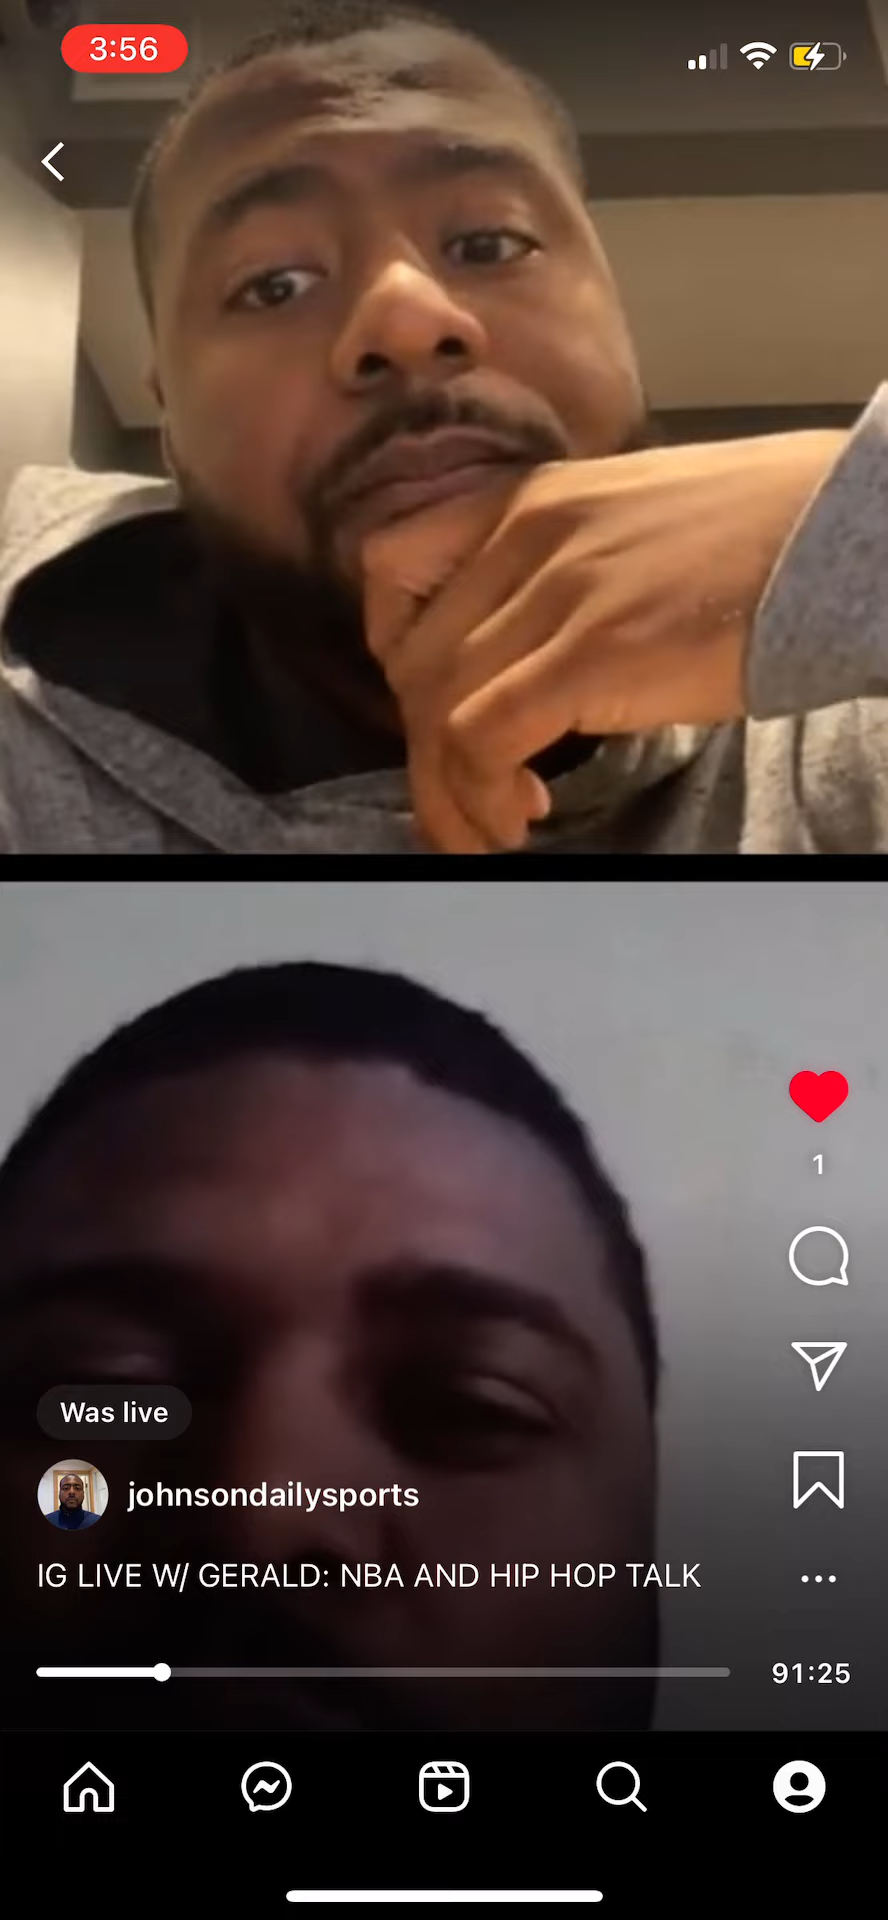 3:56
1
Was live
johnsondailysports
IG LIVE W/ GERALD: NBA AND HIP HOP TALK
91:25